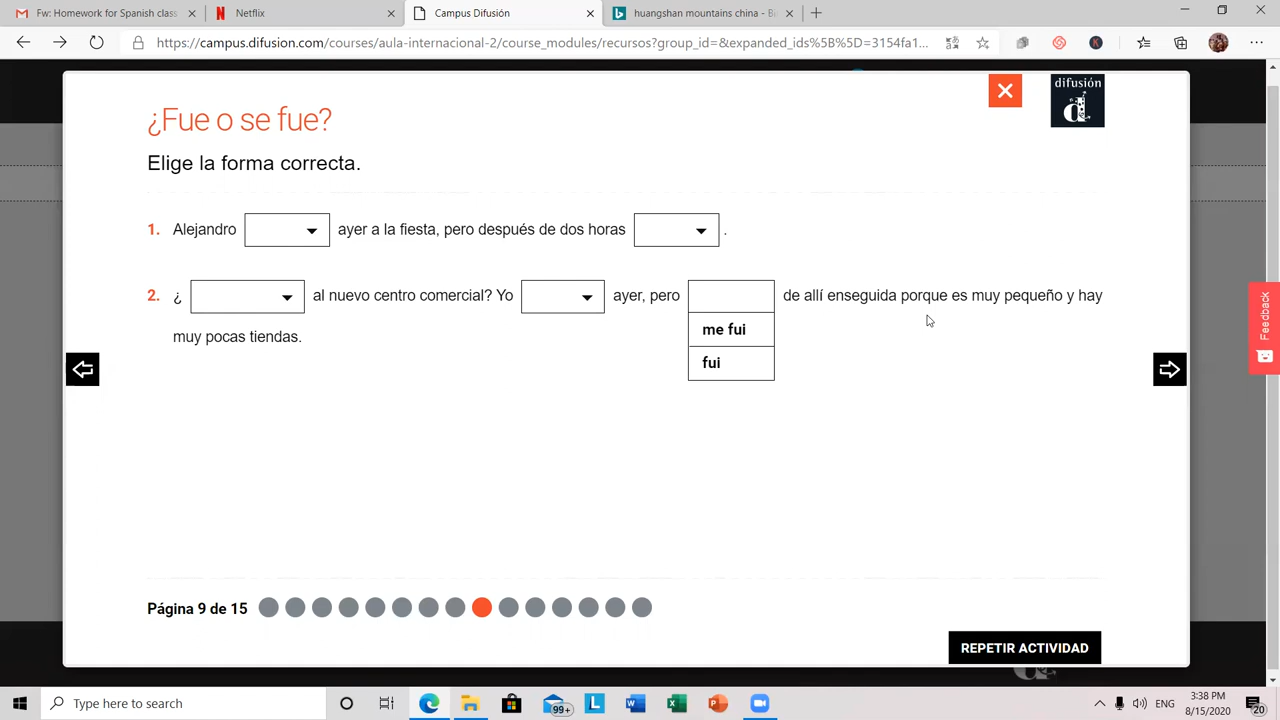 Fw: Homework for Spanish class,
Netflix
Campus Difusión
huangshan mountains china - Bi
https://campus.difusion.com/courses/aula-internacional-2/course_modules/recursos?group_id=&expanded_ids%5B%5D=3154fa1...
difusión
d
¿Fue o se fue?
Elige la forma correcta.
1. Alejandro ayer a la fiesta, pero después de dos horas .
2. ¿ al nuevo centro comercial? Yo ayer, pero de allí enseguida porque es muy pequeño y hay
me fui
muy pocas tiendas.
fui
Feedback
Página 9 de 15
REPETIR ACTIVIDAD
Type here to search
99+
ENG
3:38 PM
8/15/2020
20